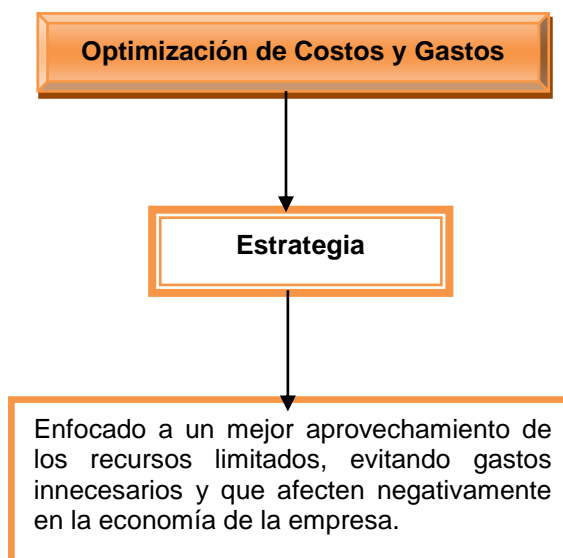 Optimización de Costos y Gastos
Estrategia
Enfocado a un mejor aprovechamiento de
los recursos limitados, evitando gastos
innecesarios y que afecten negativamente
en la economía de la empresa.